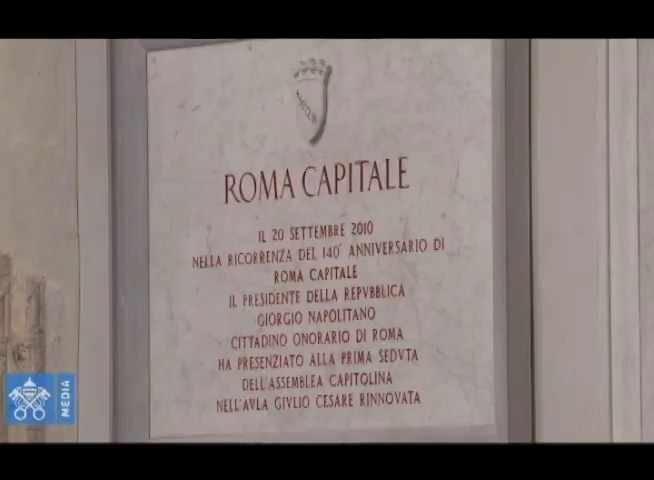 ROMA CAPITALE
IL 20 SETTEMBRE 2010
NELLA RICORRENZA DEL 140° ANNIVERSARIO DI
ROMA CAPITALE
IL PRESIDENTE DELLA REPVBBLICA
GIORGIO NAPOLITANO
CITTADINO ONORARIO DI ROMA
HA PRESENZIATO ALLA PRIMA SEDVTA
DELL'ASSEMBLEA CAPITOLINA
NELL'AVLA GIVLIO CESARE RINNOVATA
MEDIA